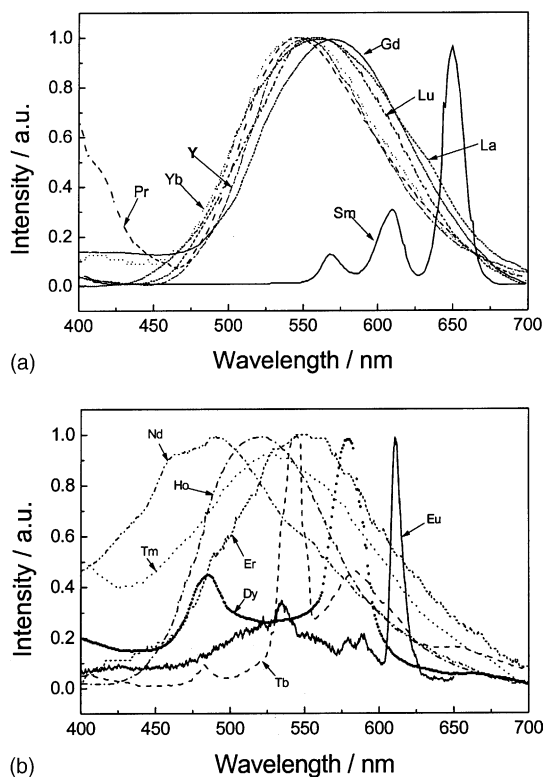 1.0
0.8
0.6
0.4
0.2
0.0
Intensity / a.u.
Gd
Lu
La
Y
Yb
Pr
Sm
400 450 500 550 600 650 700
Wavelength / nm
(a)
1.0
0.8
0.6
0.4
0.2
0.0
Intensity / a.u.
Nd
Ho
Tm
Er
Dy
Tb
Eu
400 450 500 550 600 650 700
Wavelength / nm
(b)